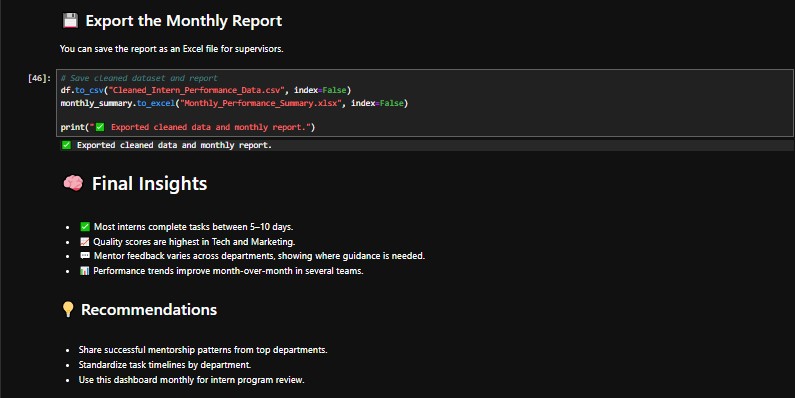 💾 Export the Monthly Report
You can save the report as an Excel file for supervisors.
[46]:
# Save cleaned dataset and report
df.to_csv("Cleaned_Intern_Performance_Data.csv", index=False)
monthly_summary.to_excel("Monthly_Performance_Summary.xlsx", index=False)
print("✅ Exported cleaned data and monthly report.")
✅ Exported cleaned data and monthly report.
🧠 Final Insights
• ✅ Most interns complete tasks between 5–10 days.
• 📈 Quality scores are highest in Tech and Marketing.
• 💬 Mentor feedback varies across departments, showing where guidance is needed.
• 📊 Performance trends improve month-over-month in several teams.
💡 Recommendations
• Share successful mentorship patterns from top departments.
• Standardize task timelines by department.
• Use this dashboard monthly for intern program review.